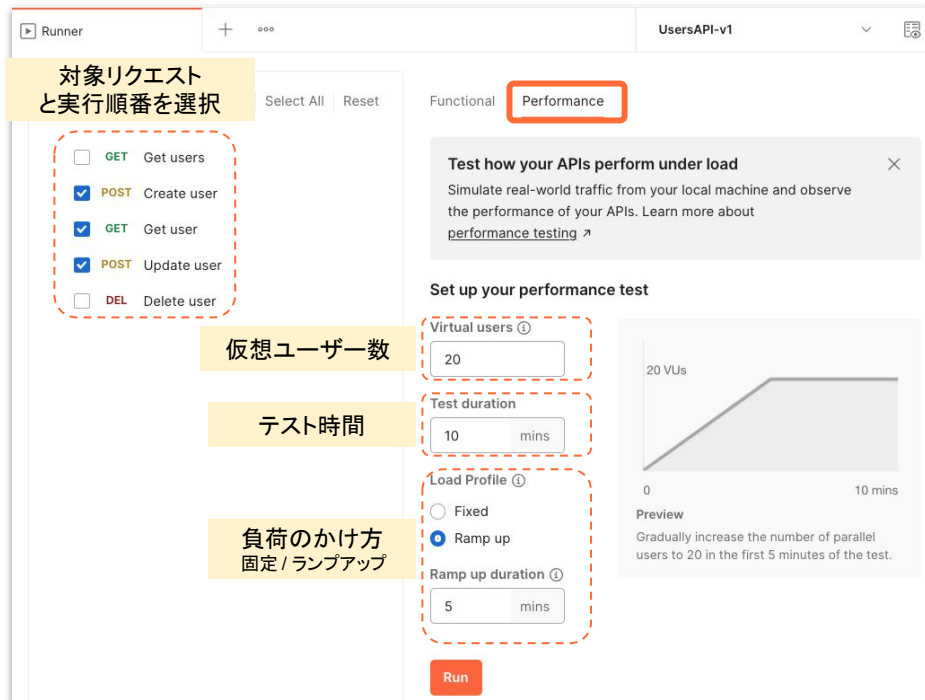 Runner
UsersAPI-v1
対象リクエスト
と実行順番を選択
Select All
Reset
GET Get users
POST Create user
GET Get user
POST Update user
DEL Delete user
Functional
Performance
Test how your APIs perform under load
Simulate real-world traffic from your local machine and observe
the performance of your APIs. Learn more about
performance testing ↗
Set up your performance test
仮想ユーザー数
Virtual users
20
テスト時間
Test duration
10 mins
負荷のかけ方
固定 / ランプアップ
Load Profile
Fixed
Ramp up
Ramp up duration
5 mins
20 VUs
0
10 mins
Preview
Gradually increase the number of parallel
users to 20 in the first 5 minutes of the test.
Run